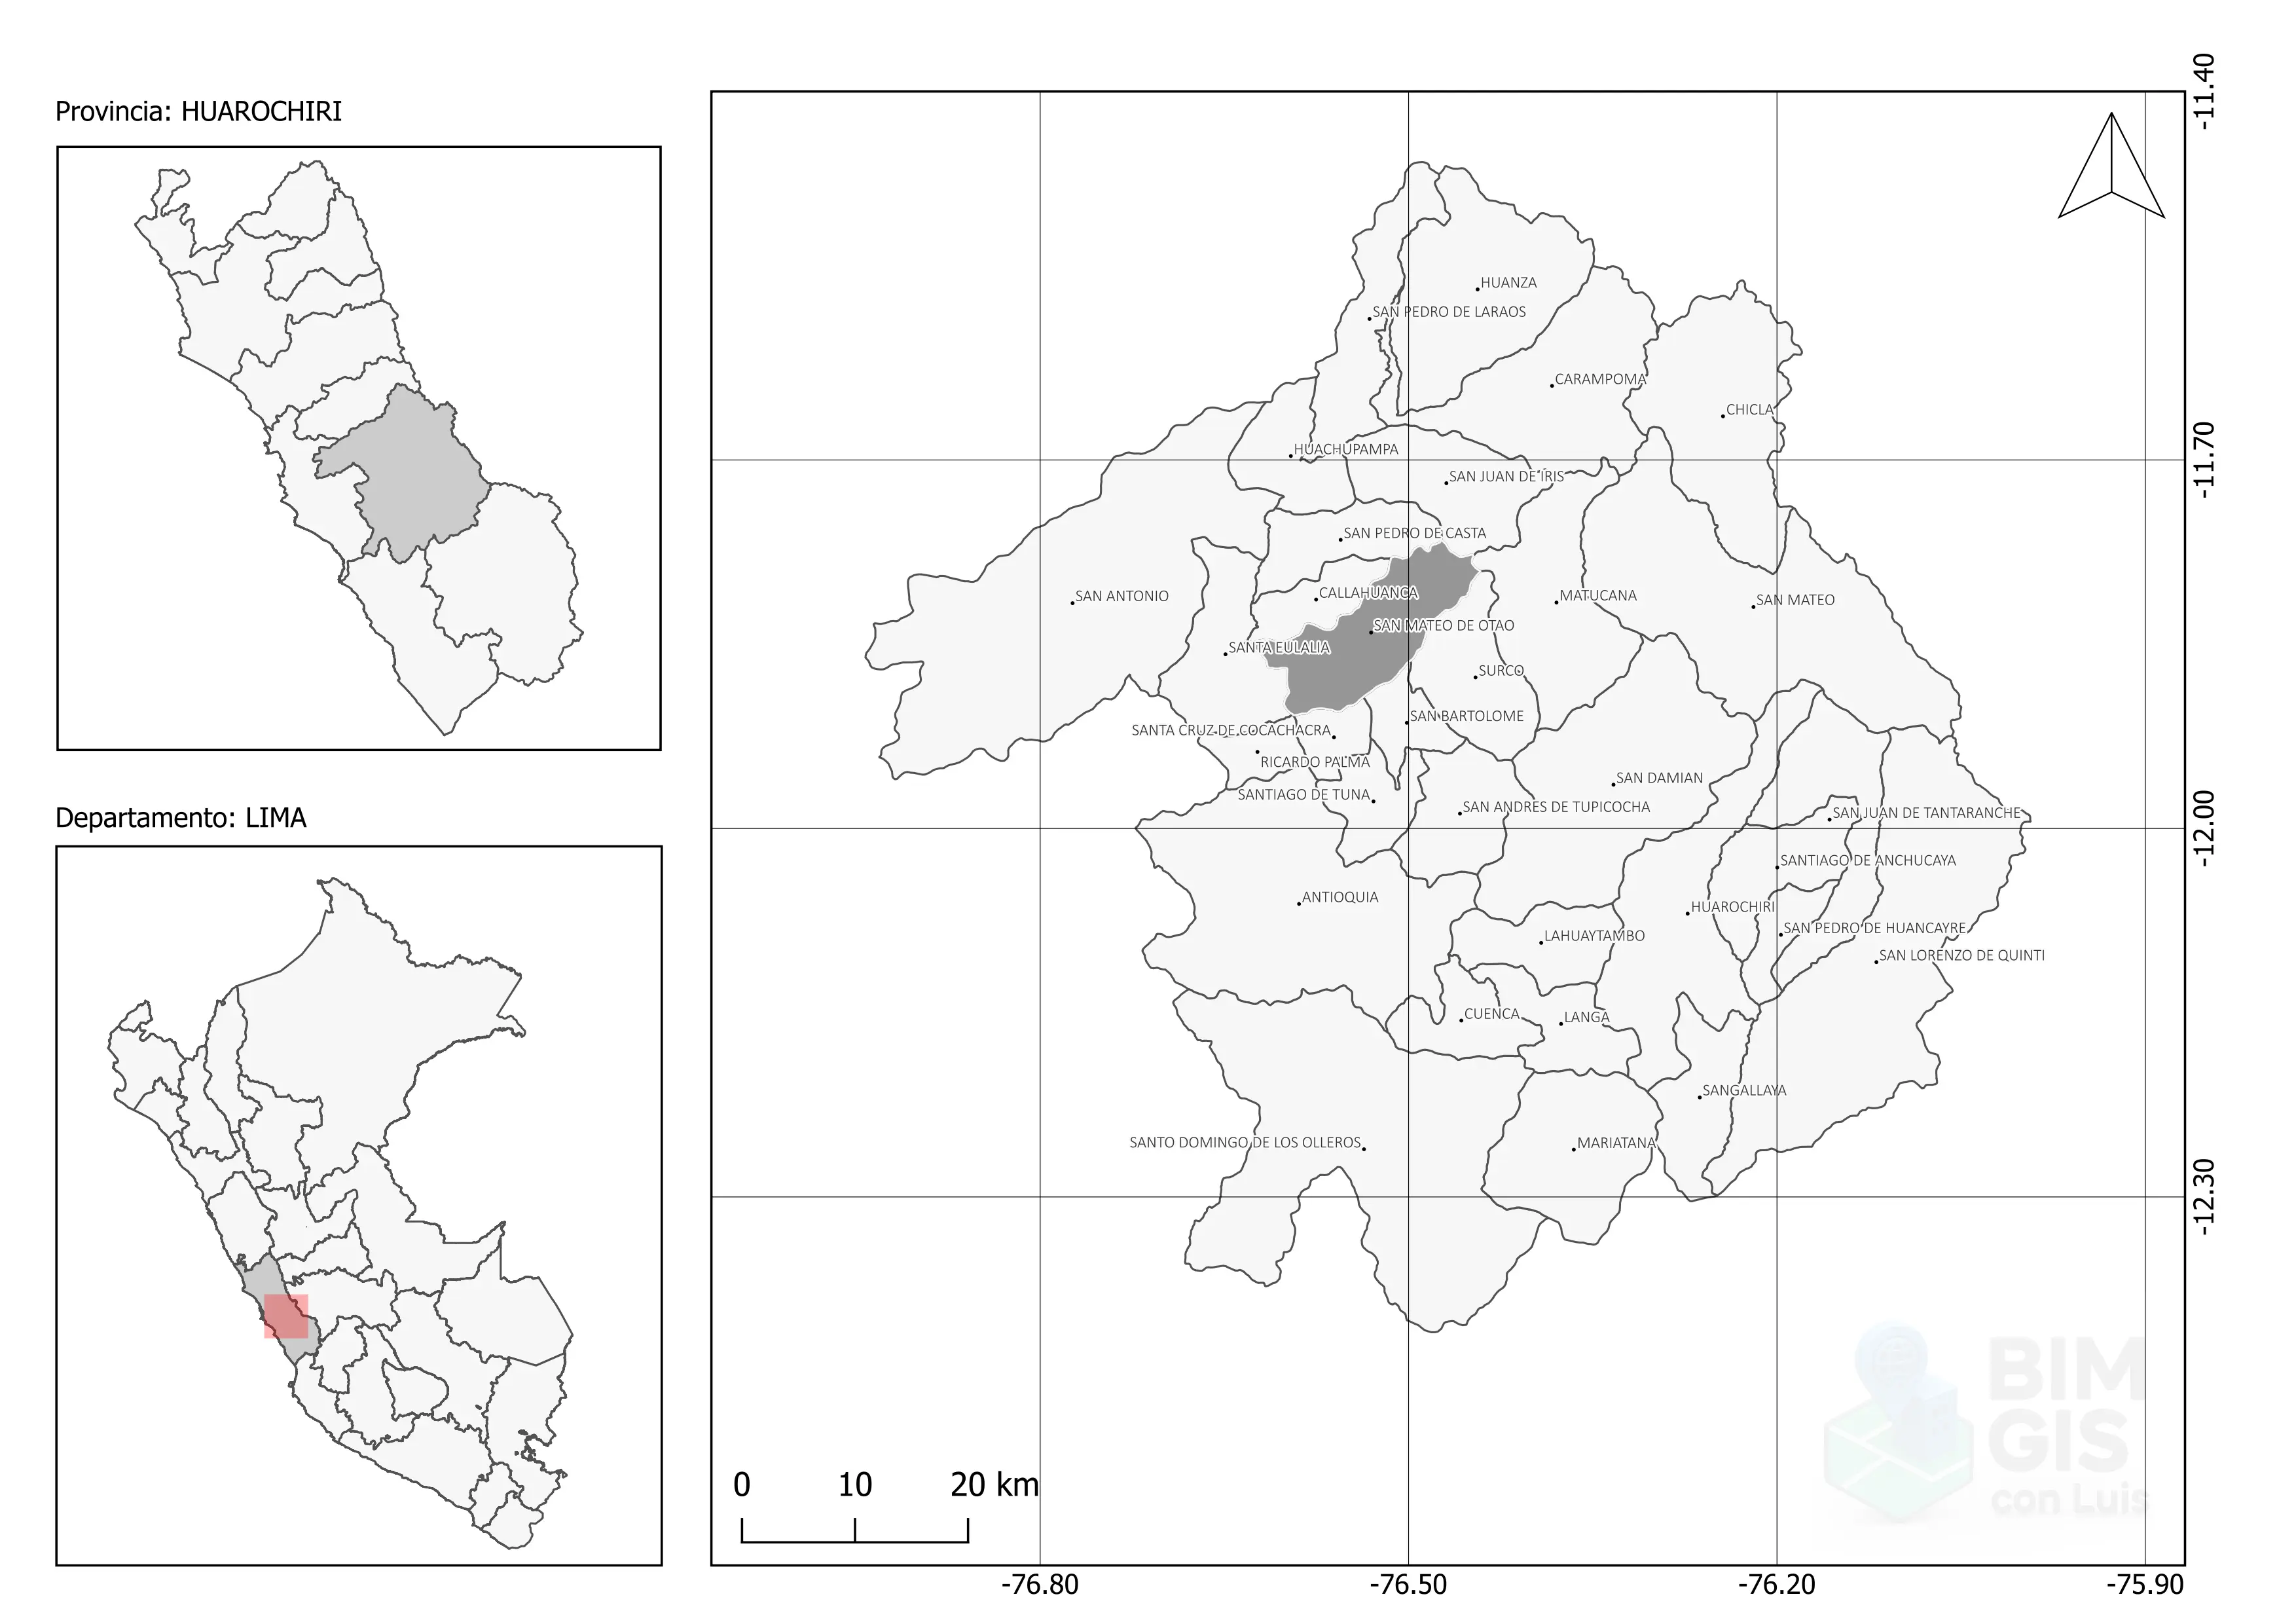 Provincia: HUAROCHIRI
Departamento: LIMA
HUANZA
SAN PEDRO DE LARAOS
CARAMPOMA
CHICLA
HUACHUPAMPA
SAN JUAN DE IRIS
SAN PEDRO DE CASTA
CALLAHUANCA
SAN ANTONIO
MATUCANA
SAN MATEO
SAN MATEO DE OTAO
SANTA EULALIA
SURCO
SAN BARTOLOME
SANTA CRUZ DE COCACHACRA
RICARDO PALMA
SAN DAMIAN
SANTIAGO DE TUNA
SAN ANDRES DE TUPICOCHA
SAN JUAN DE TANTARANCHE
SANTIAGO DE ANCHUCAYA
ANTIOQUIA
HUAROCHIRI
SAN PEDRO DE HUANCAYRE
LAHUAYTAMBO
SAN LORENZO DE QUINTI
CUENCA
LANGA
SANGALLAYA
SANTO DOMINGO DE LOS OLLEROS
MARIATANA
-11.40
-11.70
-12.00
-12.30
BIM
GIS
con Luis
0 10 20 km
-76.80 -76.50 -76.20 -75.90